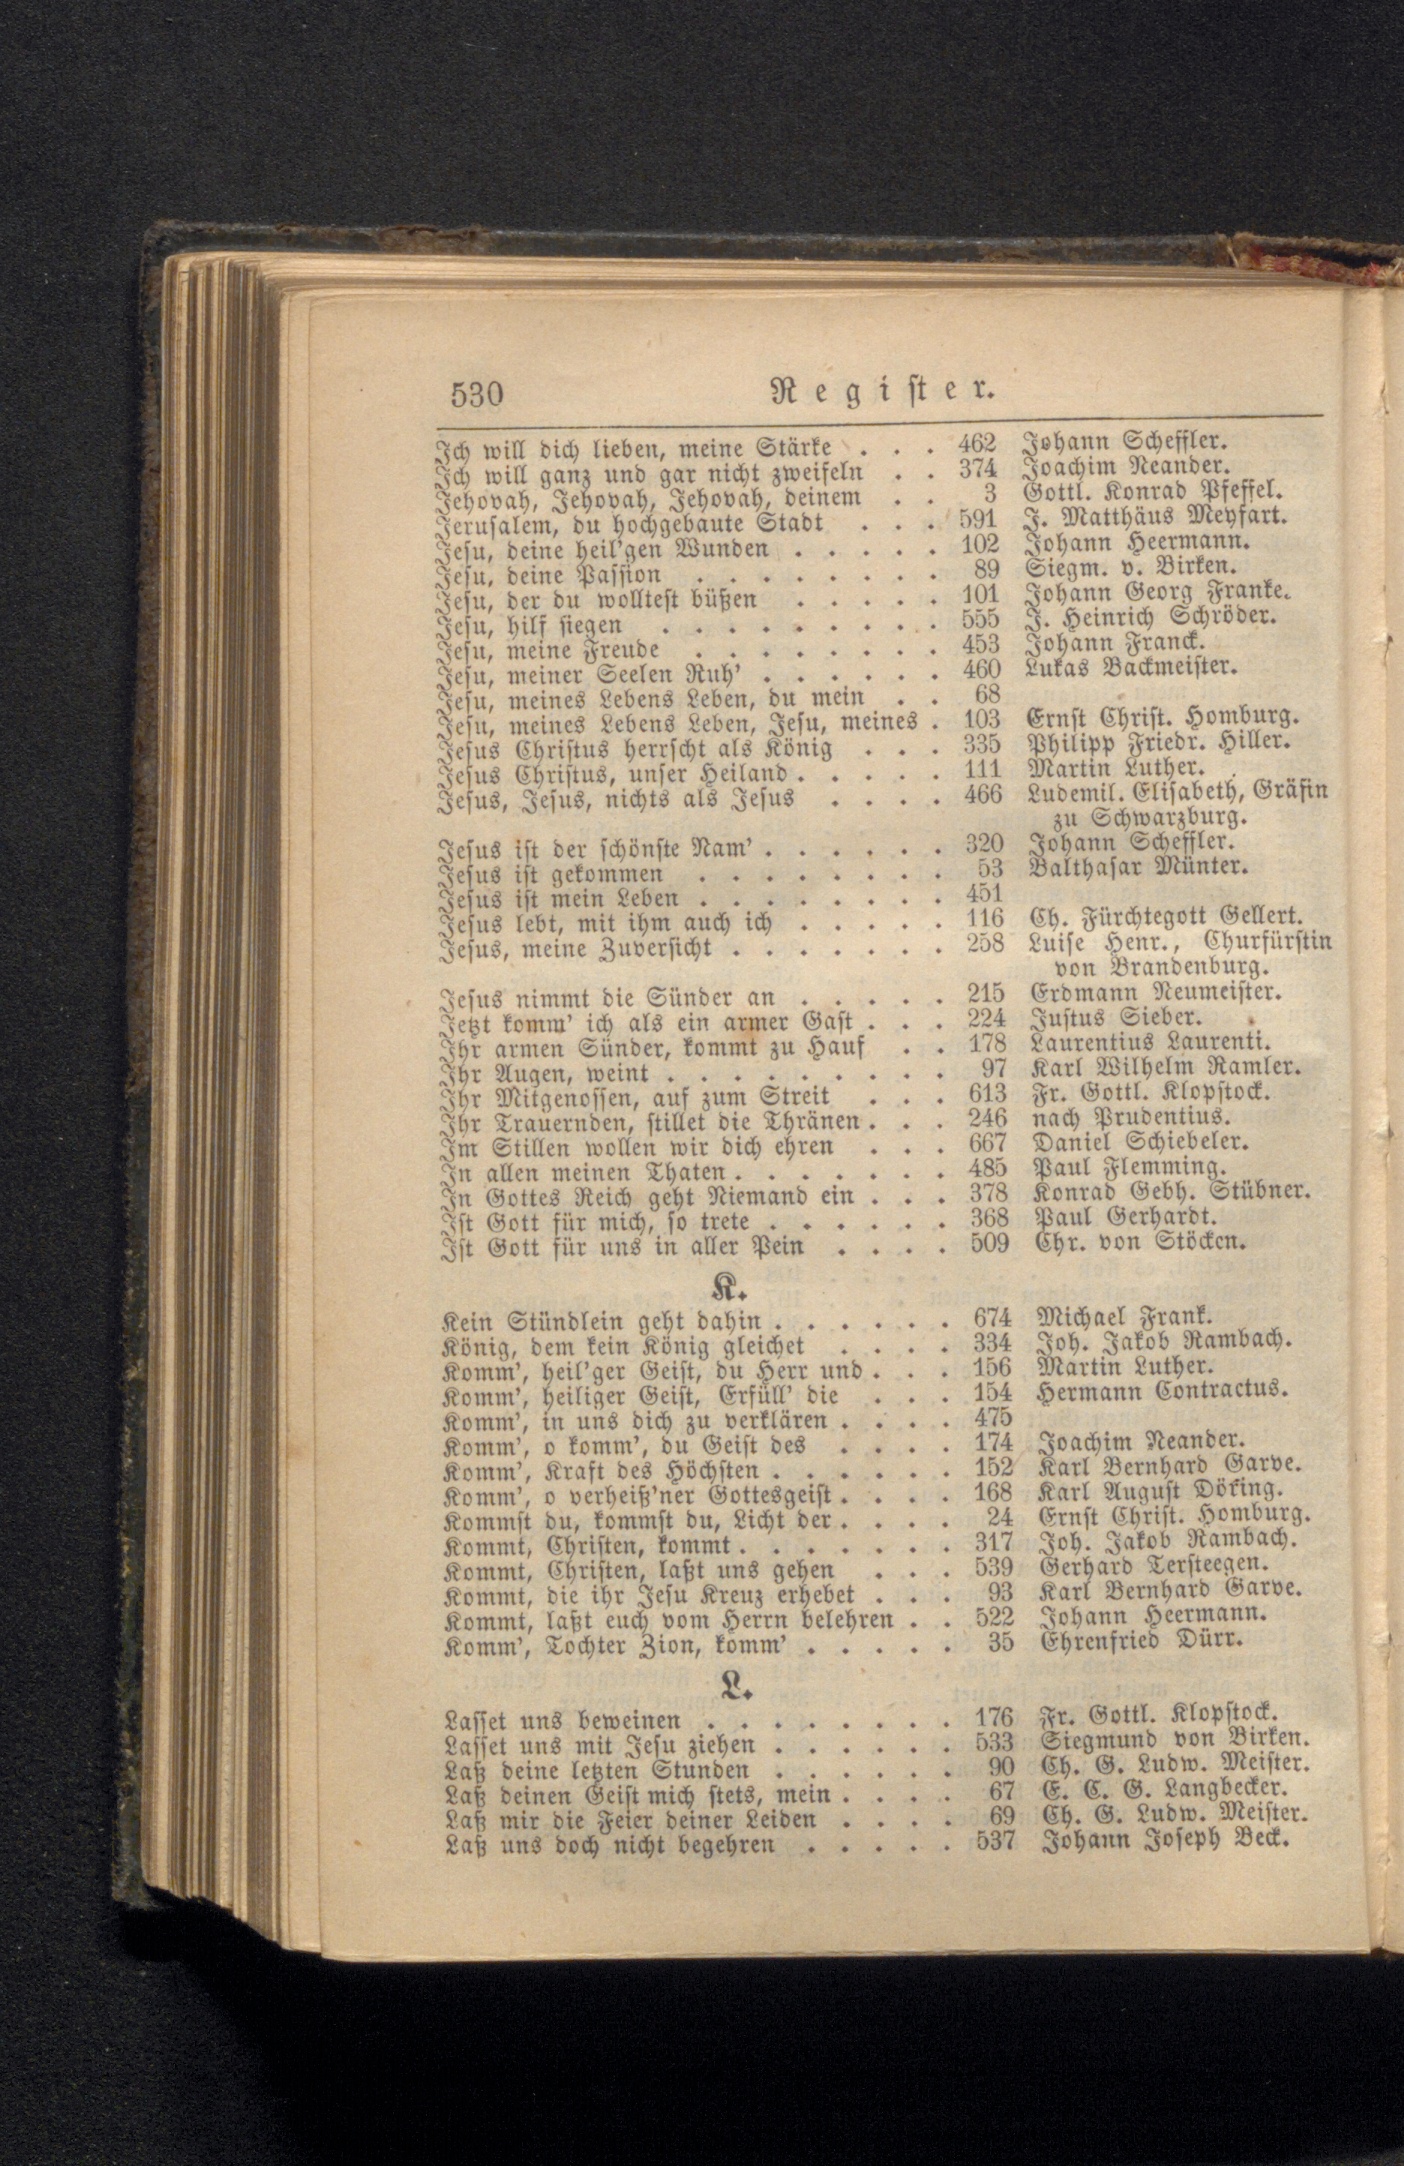 530 Register.
Ich will dich lieben, meine Stärke . . . 462 Johann Scheffler.
Ich will ganz und gar nicht zweifeln . . 374 Joachim Neander.
Jehovah, Jehovah, Jehovah, deinem . . 3 Gottl. Konrad Pfeffel.
Jerusalem, du hochgebaute Stadt . . . 591 J. Matthäus Meyfart.
Jesu, deine heil'gen Wunden . . . . . 102 Johann Heermann.
Jesu, deine Passion . . . . . . . . 89 Siegm. v. Birken.
Jesu, der du wolltest büßen . . . . . 101 Johann Georg Franke.
Jesu, hilf siegen . . . . . . . . . 555 J. Heinrich Schröder.
Jesu, meine Freude . . . . . . . . 453 Johann Franck.
Jesu, meiner Seelen Ruh' . . . . . . 460 Lukas Backmeister.
Jesu, meines Lebens Leben, du mein . . 68
Jesu, meines Lebens Leben, Jesu, meines . 103 Ernst Christ. Homburg.
Jesus Christus herrscht als König . . . 335 Philipp Friedr. Hiller.
Jesus Christus, unser Heiland . . . . . 111 Martin Luther.
Jesus, Jesus, nichts als Jesus . . . . 466 Ludemil. Elisabeth, Gräfin
zu Schwarzburg.
Jesus ist der schönste Nam' . . . . . . 320 Johann Scheffler.
Jesus ist gekommen . . . . . . . . 53 Balthasar Münter.
Jesus ist mein Leben . . . . . . . . 451
Jesus lebt, mit ihm auch ich . . . . . 116 Ch. Fürchtegott Gellert.
Jesus, meine Zuversicht . . . . . . . 258 Luise Henr., Churfürstin
von Brandenburg.
Jesus nimmt die Sünder an . . . . . 215 Erdmann Neumeister.
Jetzt komm' ich als ein armer Gast . . . 224 Justus Sieber.
Ihr armen Sünder, kommt zu Hauf . . 178 Laurentius Laurenti.
Ihr Augen, weint . . . . . . . . . 97 Karl Wilhelm Ramler.
Ihr Mitgenossen, auf zum Streit . . . 613 Fr. Gottl. Klopstock.
Ihr Trauernden, stillet die Thränen . . . 246 nach Prudentius.
Im Stillen wollen wir dich ehren . . . 667 Daniel Schiebeler.
In allen meinen Thaten . . . . . . . 485 Paul Flemming.
In Gottes Reich geht Niemand ein . . . 378 Konrad Gebh. Stübner.
Ist Gott für mich, so trete . . . . . . 368 Paul Gerhardt.
Ist Gott für uns in aller Pein . . . . 509 Chr. von Stöcken.
K.
Kein Stündlein geht dahin . . . . . . 674 Michael Frank.
König, dem kein König gleichet . . . . 334 Joh. Jakob Rambach.
Komm', heil'ger Geist, du Herr und . . . 156 Martin Luther.
Komm', heiliger Geist, Erfüll' die . . . 154 Hermann Contractus.
Komm', in uns dich zu verklären . . . . 475
Komm', o komm', du Geist des . . . . 174 Joachim Neander.
Komm', Kraft des Höchsten . . . . . . 152 Karl Bernhard Garve.
Komm', o verheiß'ner Gottesgeist . . . . 168 Karl August Döring.
Kommst du, kommst du, Licht der . . . . 24 Ernst Christ. Homburg.
Kommt, Christen, kommt . . . . . . . 317 Joh. Jakob Rambach.
Kommt, Christen, laßt uns gehen . . . 539 Gerhard Tersteegen.
Kommt, die ihr Jesu Kreuz erhebet . . . 93 Karl Bernhard Garve.
Kommt, laßt euch vom Herrn belehren . . 522 Johann Heermann.
Komm', Tochter Zion, komm' . . . . . 35 Ehrenfried Dürr.
L.
Lasset uns beweinen . . . . . . . . 176 Fr. Gottl. Klopstock.
Lasset uns mit Jesu ziehen . . . . . . 533 Siegmund von Birken.
Laß deine letzten Stunden . . . . . . 90 Ch. G. Ludw. Meister.
Laß deinen Geist mich stets, mein . . . . 67 E. C. G. Langbecker.
Laß mir die Feier deiner Leiden . . . . 69 Ch. G. Ludw. Meister.
Laß uns doch nicht begehren . . . . . 537 Johann Joseph Beck.